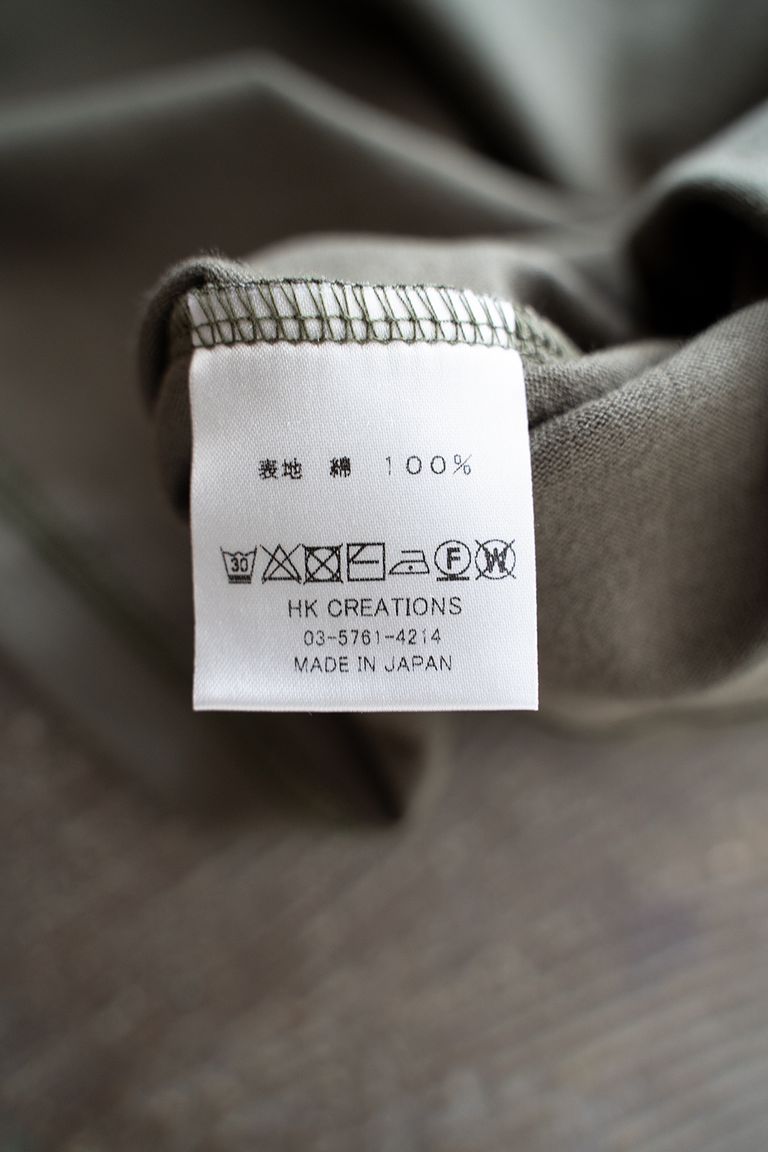 表地 綿 100%
30 F W
HK CREATIONS
03-5761-4214
MADE IN JAPAN